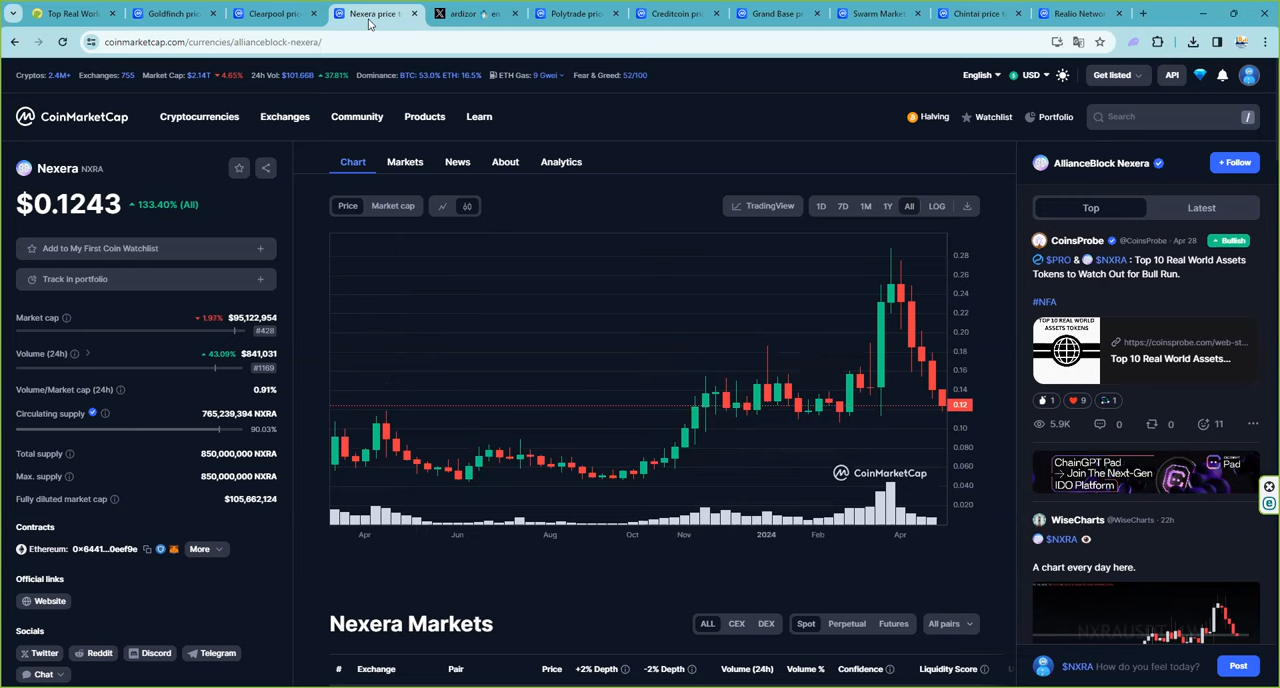 Top Real Worl
Goldfinch pric
Clearpool pric
Nexera price t
ardizor en
Polytrade pric
Creditcoin pric
Grand Base p
Swarm Market
Chintai price t
Realio Networ
coinmarketcap.com/currencies/allianceblock-nexera/
Cryptos: 2.4M+ Exchanges: 755 Market Cap: $2.14T 4.65% 24h Vol: $101.66B 37.81% Dominance: BTC: 53.0% ETH: 16.5% ETH Gas: 9 Gwei Fear & Greed: 52/100
English USD Get listed API
CoinMarketCap
Cryptocurrencies Exchanges Community Products Learn
Halving Watchlist Portfolio Search /
Nexera NXRA
$0.1243 133.40% (All)
Add to My First Coin Watchlist +
Track in portfolio +
Market cap 1.97% $95,122,954
#428
Volume (24h) 43.09% $841,031
#1169
Volume/Market cap (24h) 0.91%
Circulating supply 765,239,394 NXRA
90.03%
Total supply 850,000,000 NXRA
Max. supply 850,000,000 NXRA
Fully diluted market cap $105,662,124
Contracts
Ethereum: 0x6441...0eef9e More
Official links
Website
Socials
Twitter Reddit Discord Telegram
Chat
Chart Markets News About Analytics
Price Market cap
TradingView 1D 7D 1M 1Y All LOG
0.28
0.26
0.24
0.22
0.20
0.18
0.16
0.14
0.12
0.10
0.080
0.060
0.040
0.020
CoinMarketCap
Apr Jun Aug Oct Nov 2024 Feb Apr
Nexera Markets
ALL CEX DEX Spot Perpetual Futures All pairs
# Exchange Pair Price +2% Depth -2% Depth Volume (24h) Volume % Confidence Liquidity Score
AllianceBlock Nexera + Follow
Top Latest
CoinsProbe @CoinsProbe · Apr 28 Bullish
$PRO & $NXRA : Top 10 Real World Assets
Tokens to Watch Out for Bull Run.
#NFA
TOP 10 REAL WORLD
ASSETS TOKENS
https://coinsprobe.com/web-st...
Top 10 Real World Assets...
1 9 1
5.9K 0 0 11
ChainGPT Pad
→ Join The Next-Gen
IDO Platform
Pad
WiseCharts @WiseCharts · 22h
$NXRA
A chart every day here.
$NXRA How do you feel today? Post